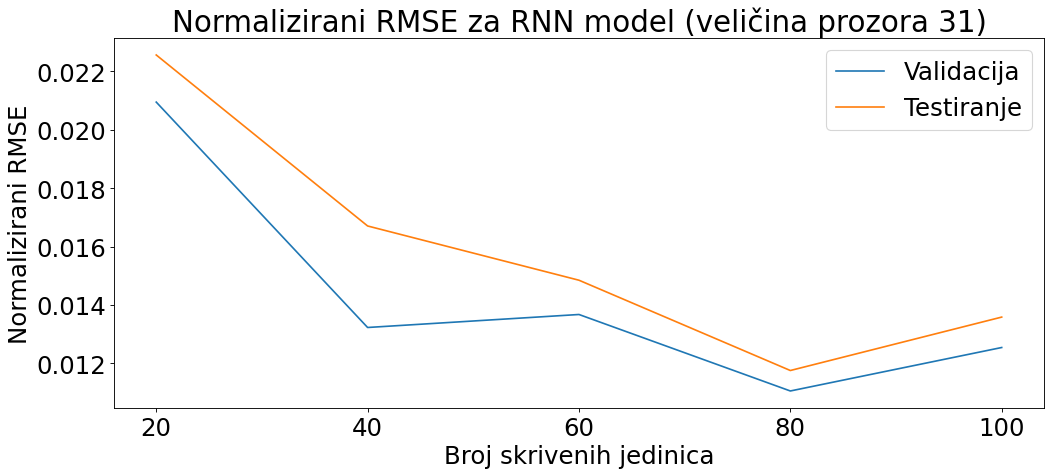 Normalizirani RMSE za RNN model (veličina prozora 31)
Validacija
Testiranje
Normalizirani RMSE
0.022
0.020
0.018
0.016
0.014
0.012
20 40 60 80 100
Broj skrivenih jedinica